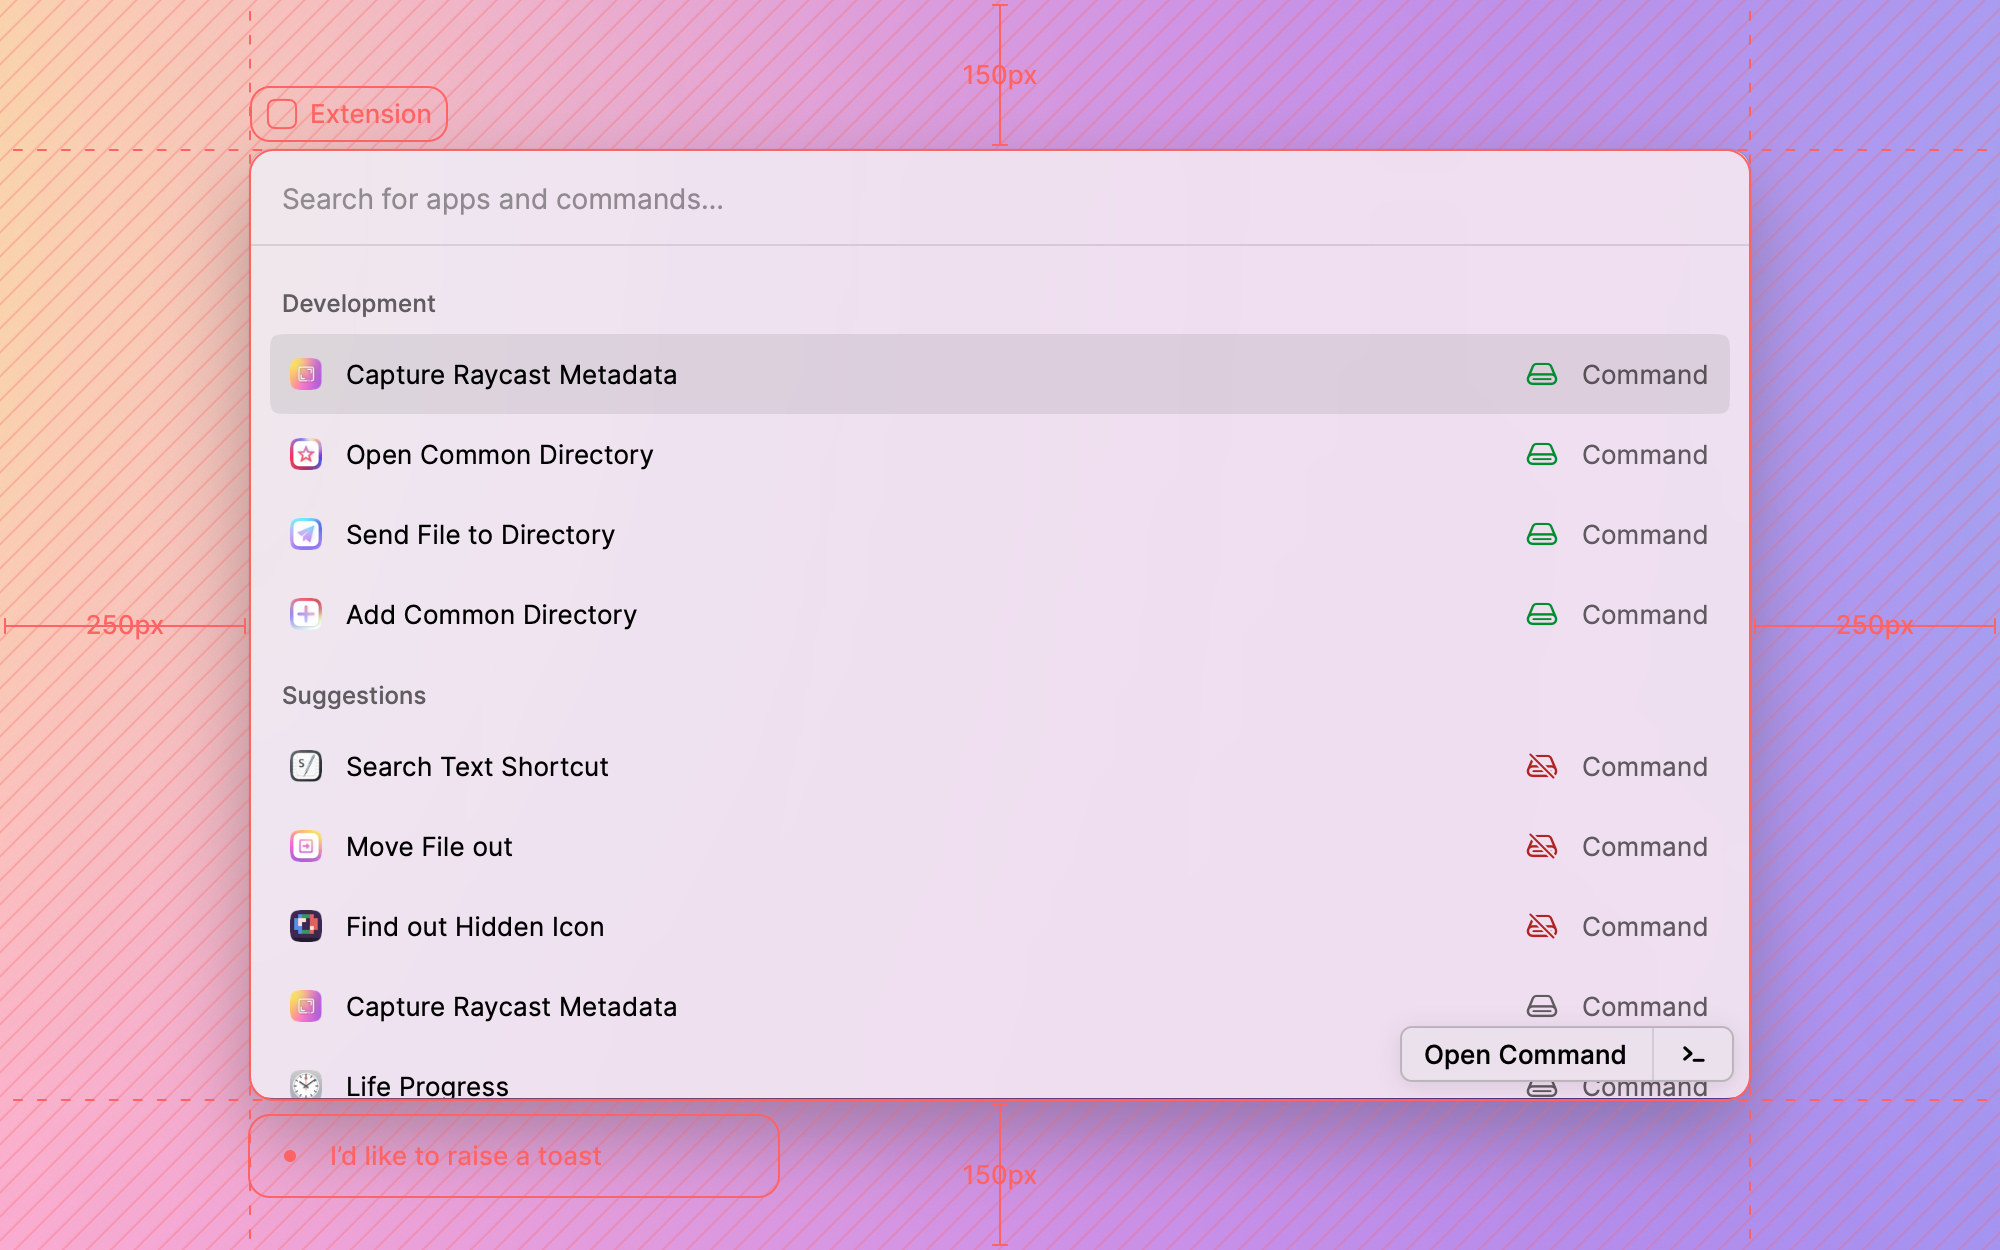 150px
Extension
Search for apps and commands...
Development
Capture Raycast Metadata Command
Open Common Directory Command
Send File to Directory Command
Add Common Directory Command
250px 250px
Suggestions
S
Search Text Shortcut Command
Move File out Command
Find out Hidden Icon Command
Capture Raycast Metadata Command
Open Command >_
Life Progress Command
I'd like to raise a toast
150px